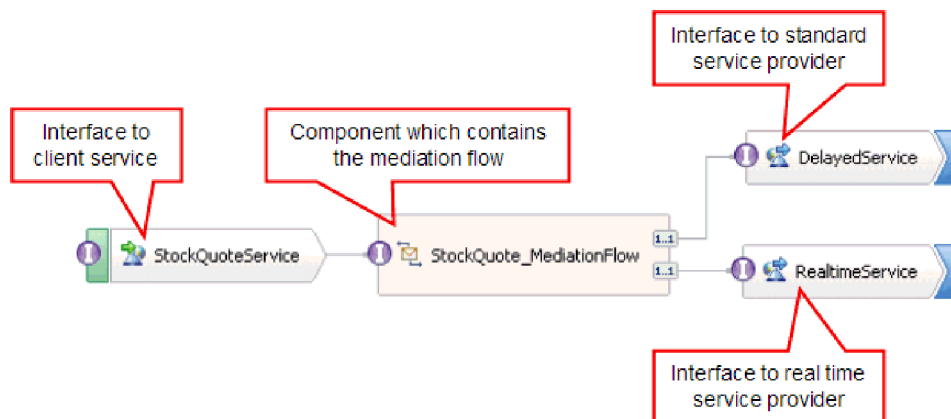 Interface to standard
service provider
Interface to
client service
Component which contains
the mediation flow
I
DelayedService
I
StockQuoteService
I
StockQuote_MediationFlow
1..1
1..1
I
RealtimeService
Interface to real time
service provider